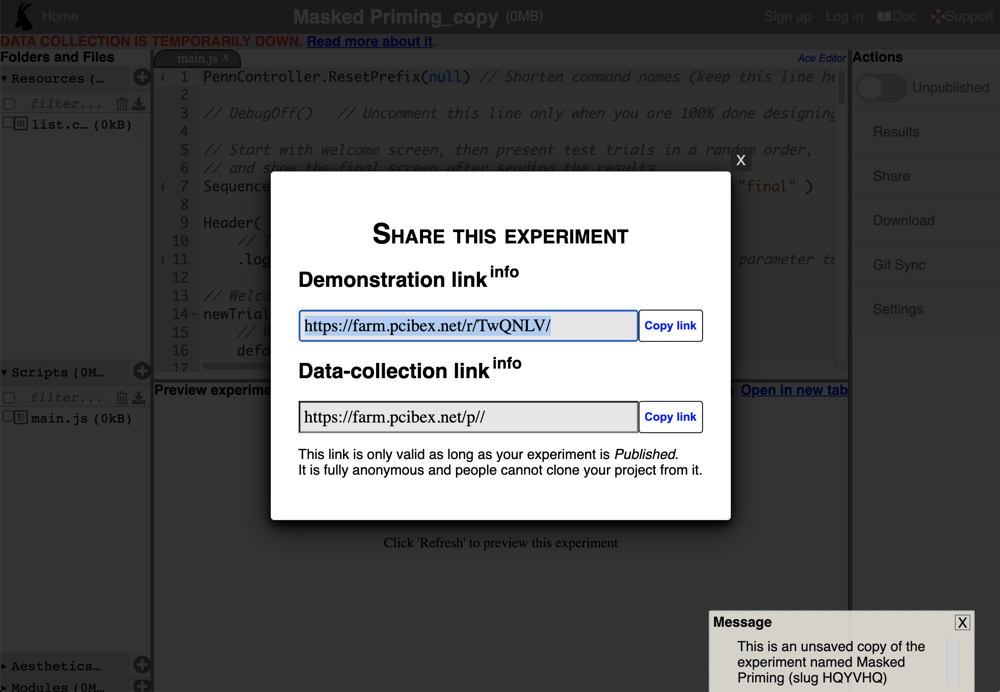 Home
Masked Priming_copy (0MB)
Sign up Log in Doc Support
DATA COLLECTION IS TEMPORARILY DOWN. Read more about it.
Folders and Files
▾ Resources (…
filter...
list.c… (0kB)
▾ Scripts (0M…
filter...
main.js (0kB)
▸ Aesthetics…
▸ Modules (0M…
main.js x
Ace Editor
1 PennController.ResetPrefix(null) // Shorten command names (keep this line he
2
3 // DebugOff() // Uncomment this line only when you are 100% done designing
4
5 // Start with welcome screen, then present test trials in a random order,
6 // and show the final screen after sending the results
7 Sequence "final" )
8
9 Header(
10 //
11 .log parameter to
12
13 // Welco
14 newTrial
15 //
16 defa
17
Preview experime
Open in new tab
Click 'Refresh' to preview this experiment
Actions
Unpublished
Results
Share
Download
Git Sync
Settings
X
Share this experiment
Demonstration link info
https://farm.pcibex.net/r/TwQNLV/
Copy link
Data-collection link info
https://farm.pcibex.net/p//
Copy link
This link is only valid as long as your experiment is Published.
It is fully anonymous and people cannot clone your project from it.
Message
X
This is an unsaved copy of the
experiment named Masked
Priming (slug HQYVHQ)